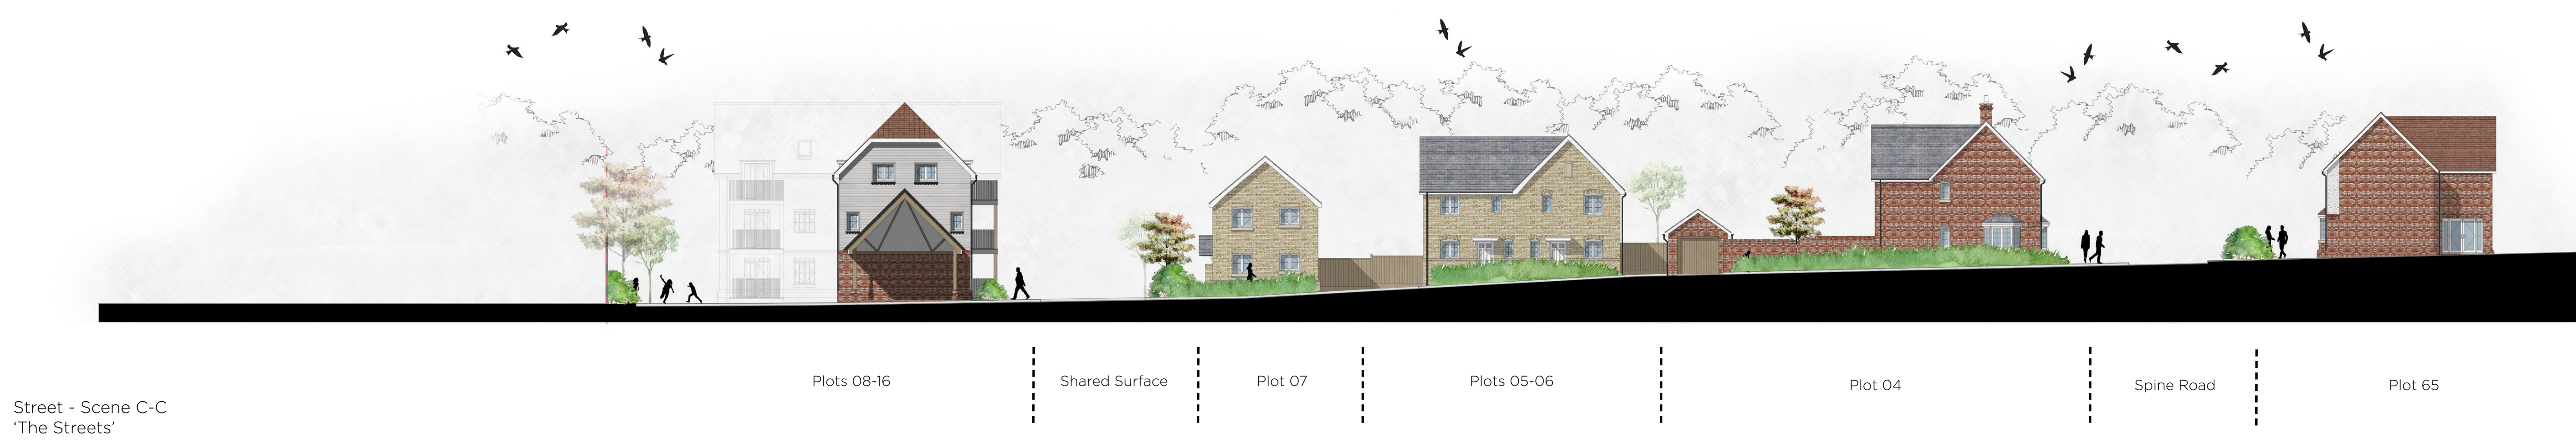 Plots 08-16
Shared Surface
Plot 07
Plots 05-06
Plot 04
Spine Road
Plot 65
Street - Scene C-C
‘The Streets’